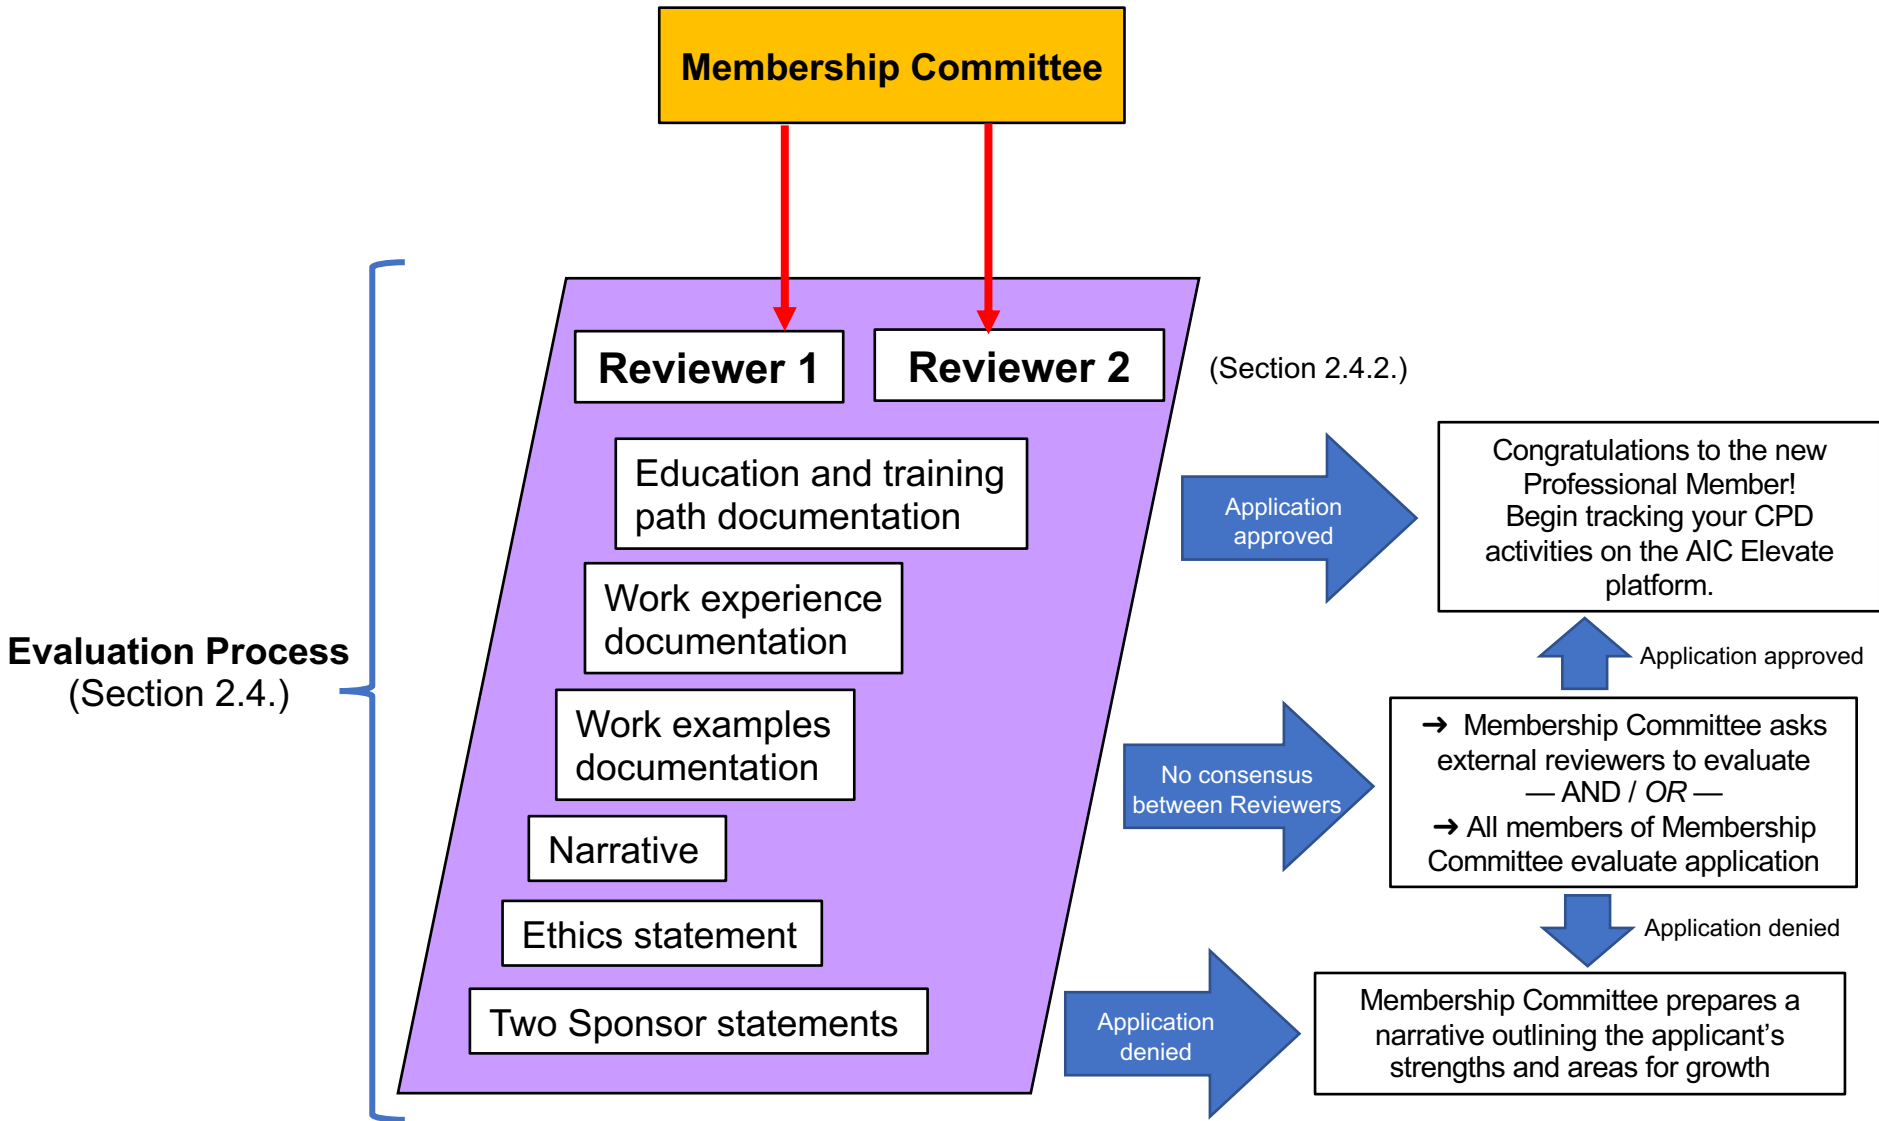 Membership Committee
Reviewer 1
Reviewer 2
(Section 2.4.2.)
Education and training
path documentation
Work experience
documentation
Work examples
documentation
Narrative
Ethics statement
Two Sponsor statements
Evaluation Process
(Section 2.4.)
Application
approved
Congratulations to the new
Professional Member!
Begin tracking your CPD
activities on the AIC Elevate
platform.
Application approved
No consensus
between Reviewers
➔ Membership Committee asks
external reviewers to evaluate
— AND / OR —
➔ All members of Membership
Committee evaluate application
Application denied
Application
denied
Membership Committee prepares a
narrative outlining the applicant’s
strengths and areas for growth